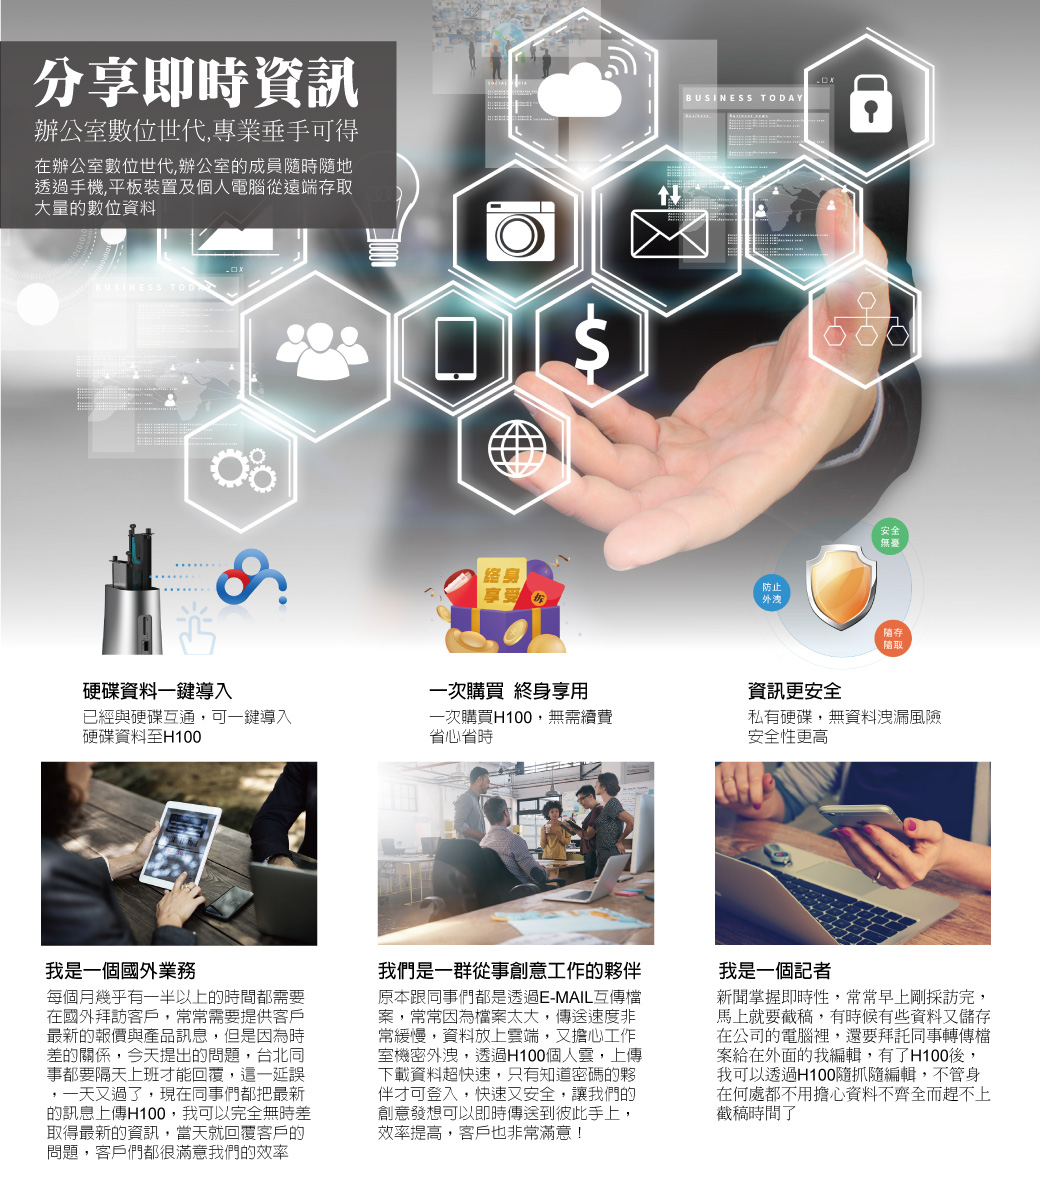 分享即時資訊
辦公室數位世代,專業垂手可得
在辦公室數位世代,辦公室的成員隨時隨地
透過手機,平板裝置及個人電腦從遠端存取
大量的數位資料
BUSINESS TODAY
BUSINESS TODAY
終身
享受
拆
安全
無憂
防止
外洩
隨存
隨取
硬碟資料一鍵導入
已經與硬碟互通，可一鍵導入
硬碟資料至H100
一次購買 終身享用
一次購買H100，無需續費
省心省時
資訊更安全
私有硬碟，無資料洩漏風險
安全性更高
我是一個國外業務
每個月幾乎有一半以上的時間都需要
在國外拜訪客戶，常常需要提供客戶
最新的報價與產品訊息，但是因為時
差的關係，今天提出的問題，台北同
事都要隔天上班才能回覆，這一延誤
，一天又過了，現在同事們都把最新
的訊息上傳H100，我可以完全無時差
取得最新的資訊，當天就回覆客戶的
問題，客戶們都很滿意我們的效率
我們是一群從事創意工作的夥伴
原本跟同事們都是透過E-MAIL互傳檔
案，常常因為檔案太大，傳送速度非
常緩慢，資料放上雲端，又擔心工作
室機密外洩，透過H100個人雲，上傳
下載資料超快速，只有知道密碼的夥
伴才可登入，快速又安全，讓我們的
創意發想可以即時傳送到彼此手上，
效率提高，客戶也非常滿意！
我是一個記者
新聞掌握即時性，常常早上剛採訪完，
馬上就要截稿，有時候有些資料又儲存
在公司的電腦裡，還要拜託同事轉傳檔
案給在外面的我編輯，有了H100後，
我可以透過H100隨抓隨編輯，不管身
在何處都不用擔心資料不齊全而趕不上
截稿時間了